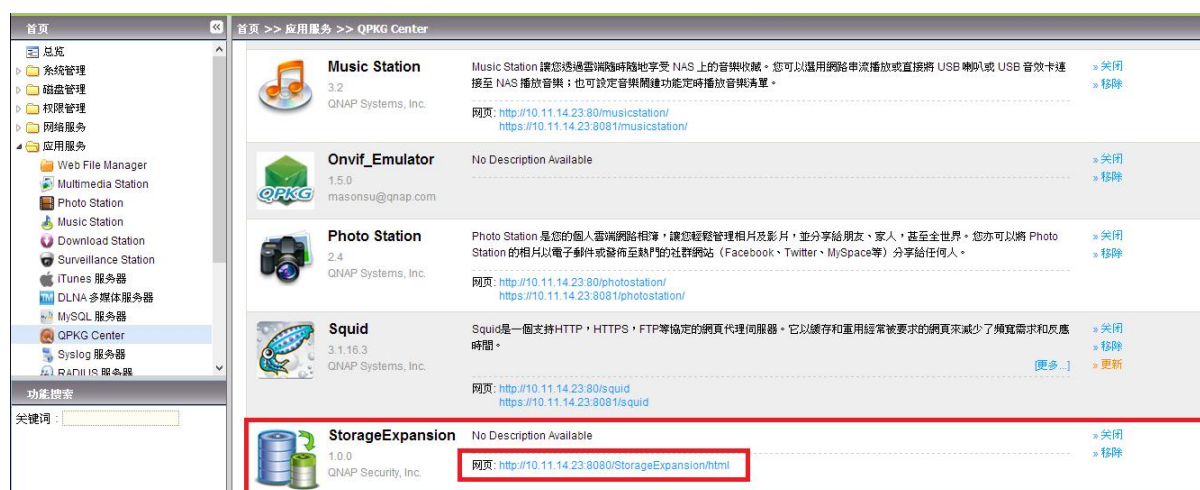 首页
首页 >> 应用服务 >> QPKG Center
总览
系统管理
磁盘管理
权限管理
网络服务
应用服务
Web File Manager
Multimedia Station
Photo Station
Music Station
Download Station
Surveillance Station
iTunes 服务器
DLNA 多媒体服务器
MySQL 服务器
QPKG Center
Syslog 服务器
RADIUS 服务器
功能搜索
关键词 :
Music Station
3.2
QNAP Systems, Inc.
Music Station 讓您透過雲端隨時隨地享受 NAS 上的音樂收藏。您可以選用網路串流播放或直接將 USB 喇叭或 USB 音效卡連
接至 NAS 播放音樂；也可設定音樂鬧鐘功能定時播放音樂清單。
网页: http://10.11.14.23:80/musicstation/
https://10.11.14.23:8081/musicstation/
» 关闭
» 移除
Onvif_Emulator
1.5.0
masonsu@qnap.com
No Description Available
» 关闭
» 移除
QPKG
Photo Station
2.4
QNAP Systems, Inc.
Photo Station 是您的個人雲端網路相簿，讓您輕鬆管理相片及影片，並分享給朋友、家人，甚至全世界。您亦可以將 Photo
Station 的相片以電子郵件或發佈至熱門的社群網站（Facebook、Twitter、MySpace等）分享給任何人。
网页: http://10.11.14.23:80/photostation/
https://10.11.14.23:8081/photostation/
» 关闭
» 移除
Squid
3.1.16.3
QNAP Systems, Inc.
Squid是一個支持HTTP，HTTPS，FTP等協定的網頁代理伺服器。它以緩存和重用經常被要求的網頁來減少了頻寬需求和反應
時間。
[更多...]
网页: http://10.11.14.23:80/squid
https://10.11.14.23:8081/squid
» 关闭
» 移除
» 更新
StorageExpansion
1.0.0
QNAP Security, Inc.
No Description Available
网页: http://10.11.14.23:8080/StorageExpansion/html
» 关闭
» 移除